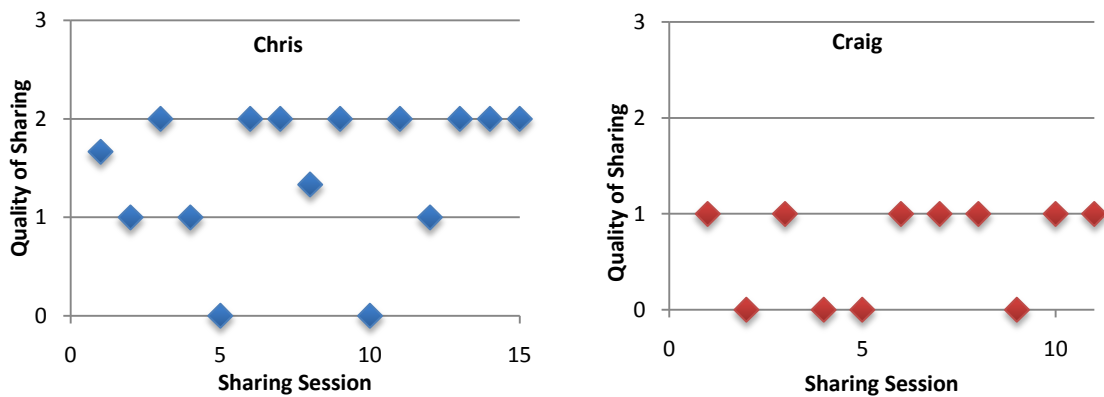 3
Chris
2
1
0
Quality of Sharing
0 5 10 15
Sharing Session
3
Craig
2
1
0
Quality of Sharing
0 5 10
Sharing Session